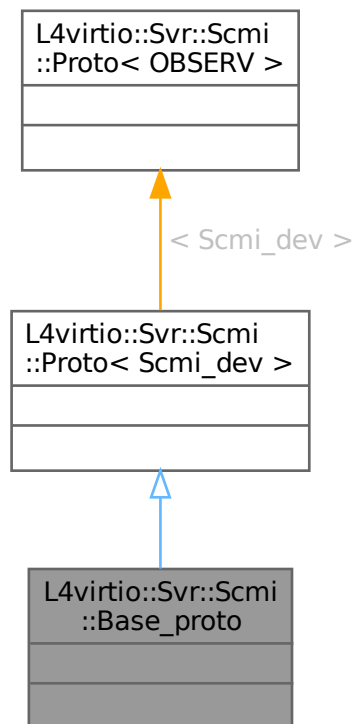 L4virtio::Svr::Scmi
::Proto< OBSERV >
< Scmi_dev >
L4virtio::Svr::Scmi
::Proto< Scmi_dev >
L4virtio::Svr::Scmi
::Base_proto